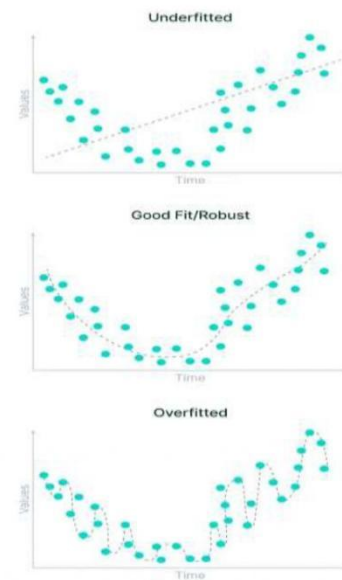 Underfitted
Values
Time
Good Fit/Robust
Values
Time
Overfitted
Values
Time